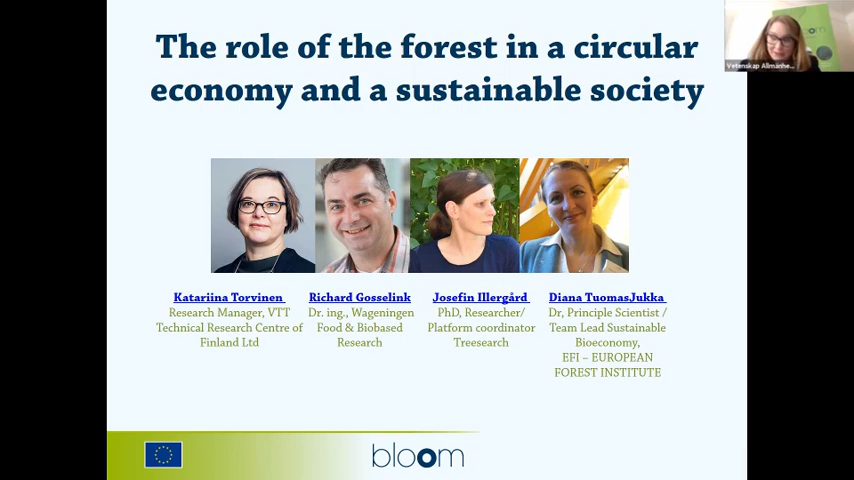 The role of the forest in a circular
economy and a sustainable society
Katariina Torvinen
Research Manager, VTT
Technical Research Centre of
Finland Ltd
Richard Gosselink
Dr. ing., Wageningen
Food & Biobased
Research
Josefin Illergård
PhD, Researcher/
Platform coordinator
Treesearch
Diana TuomasJukka
Dr, Principle Scientist /
Team Lead Sustainable
Bioeconomy,
EFI – EUROPEAN
FOREST INSTITUTE
bloom
Vetenskap Allmänhe...